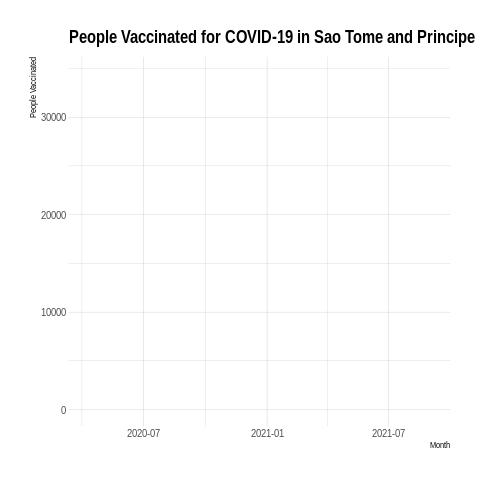 People Vaccinated for COVID-19 in Sao Tome and Principe
People Vaccinated
30000
20000
10000
0
2020-07 2021-01 2021-07
Month